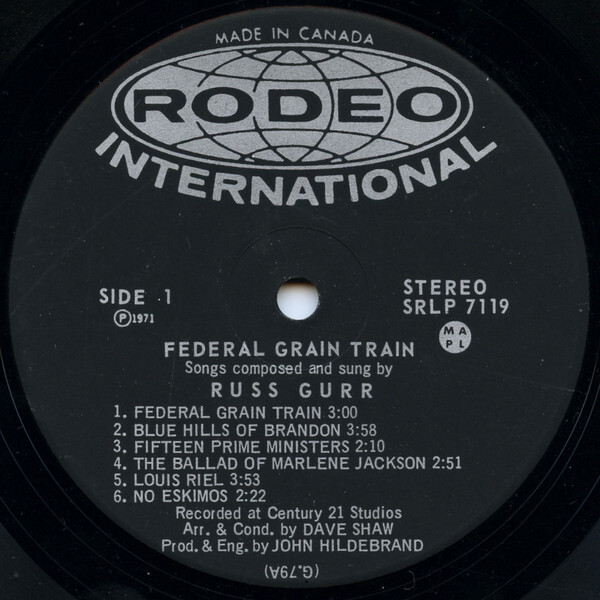 MADE IN CANADA
RODEO
INTERNATIONAL
SIDE 1
℗1971
STEREO
SRLP 7119
M A
P L
FEDERAL GRAIN TRAIN
Songs composed and sung by
RUSS GURR
1. FEDERAL GRAIN TRAIN 3:00
2. BLUE HILLS OF BRANDON 3:58
3. FIFTEEN PRIME MINISTERS 2:10
4. THE BALLAD OF MARLENE JACKSON 2:51
5. LOUIS RIEL 3:53
6. NO ESKIMOS 2:22
Recorded at Century 21 Studios
Arr. & Cond. by DAVE SHAW
Prod. & Eng. by JOHN HILDEBRAND
(G.79A)